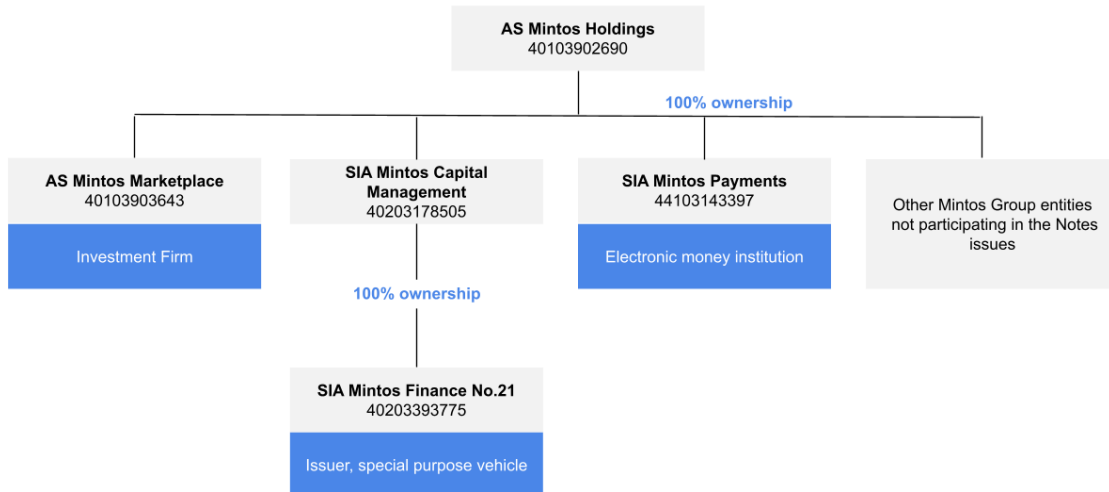 AS Mintos Holdings
40103902690
100% ownership
AS Mintos Marketplace
40103903643
Investment Firm
SIA Mintos Capital
Management
40203178505
SIA Mintos Payments
44103143397
Electronic money institution
Other Mintos Group entities
not participating in the Notes
issues
100% ownership
SIA Mintos Finance No.21
40203393775
Issuer, special purpose vehicle